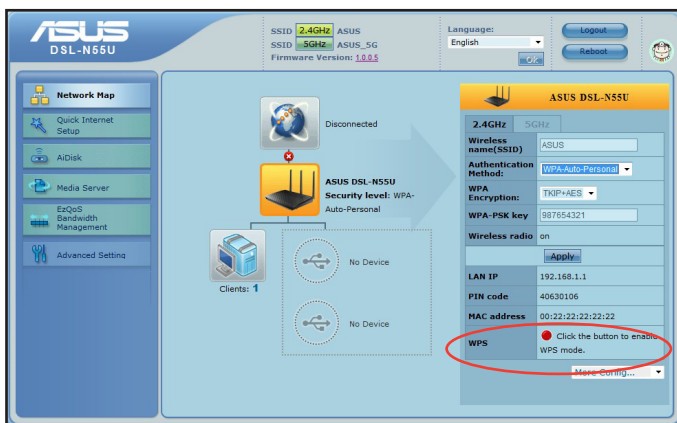 ASUS
DSL-N55U
SSID 2.4GHz ASUS
SSID 5GHz ASUS_5G
Firmware Version: 1.0.0.5
Language:
English
Ok
Logout
Reboot
Network Map
Quick Internet
Setup
AiDisk
Media Server
EzQoS
Bandwidth
Management
Advanced Setting
Disconnected
ASUS DSL-N55U
Security level: WPA-
Auto-Personal
Clients: 1
No Device
No Device
ASUS DSL-N55U
2.4GHz 5GHz
Wireless
name(SSID)
ASUS
Authentication
Method:
WPA-Auto-Personal
WPA
Encryption:
TKIP+AES
WPA-PSK key
987654321
Wireless radio on
Apply
LAN IP 192.168.1.1
PIN code 40630106
MAC address 00:22:22:22:22:22
WPS
Click the button to enable
WPS mode.
More Config...